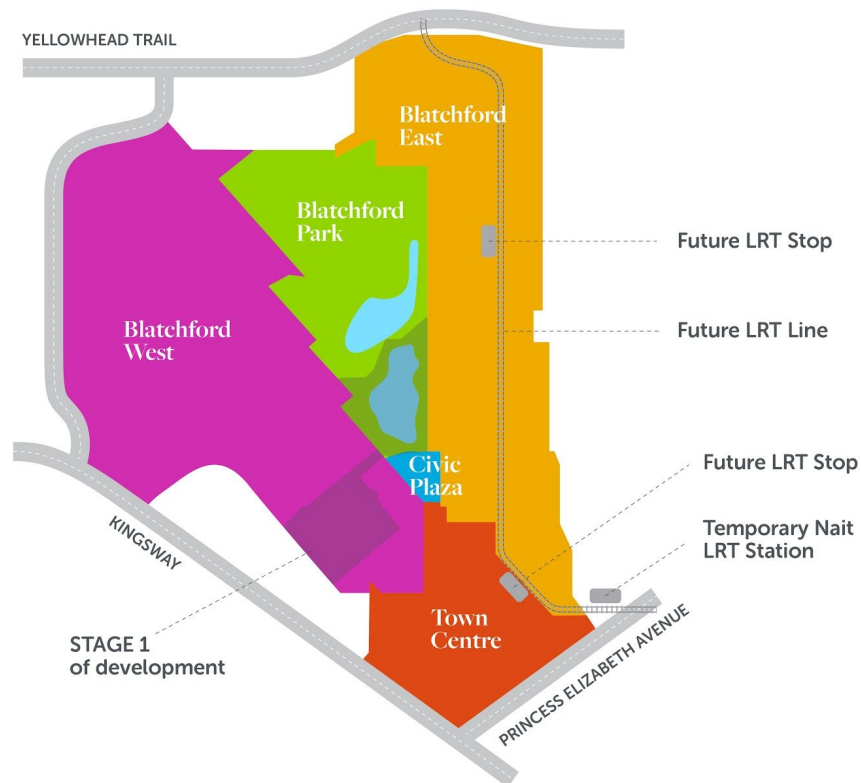 YELLOWHEAD TRAIL
Blatchford
East
Blatchford
Park
Future LRT Stop
Blatchford
West
Future LRT Line
Civic
Plaza
Future LRT Stop
KINGSWAY
Temporary Nait
LRT Station
Town
Centre
STAGE 1
of development
PRINCESS ELIZABETH AVENUE